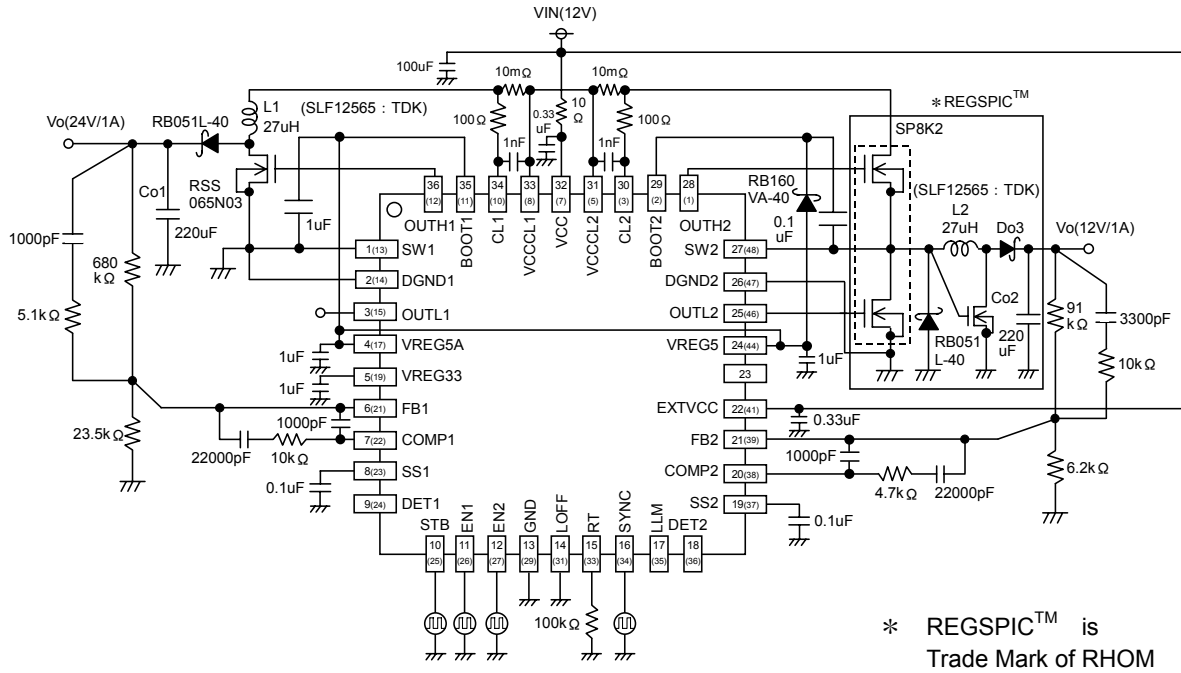 VIN(12V)
100uF
10mΩ
10mΩ
L1
27uH
(SLF12565 : TDK)
100Ω
0.33
uF
10
Ω
100Ω
1nF
1nF
＊REGSPIC™
SP8K2
Vo(24V/1A)
RB051L-40
RSS
065N03
Co1
220uF
1uF
36
(12)
35
(11)
34
(10)
33
(8)
32
(7)
31
(5)
30
(3)
29
(2)
28
(1)
OUTH1
BOOT1
CL1
VCCCL1
VCC
VCCCL2
CL2
BOOT2
OUTH2
RB160
VA-40
0.1
uF
(SLF12565 : TDK)
L2
27uH
Do3
Vo(12V/1A)
1000pF
680
kΩ
5.1kΩ
1(13)
SW1
2(14)
DGND1
3(15)
OUTL1
4(17)
VREG5A
5(19)
VREG33
6(21)
FB1
7(22)
COMP1
8(23)
SS1
9(24)
DET1
SW2
27(48)
DGND2
26(47)
OUTL2
25(46)
VREG5
24(44)
23
EXTVCC
22(41)
FB2
21(39)
COMP2
20(38)
SS2
19(37)
1uF
1uF
1uF
RB051
L-40
Co2
220
uF
91
kΩ
3300pF
10kΩ
0.33uF
23.5kΩ
22000pF
10kΩ
1000pF
0.1uF
1000pF
4.7kΩ
22000pF
6.2kΩ
0.1uF
STB
EN1
EN2
GND
LOFF
RT
SYNC
LLM
DET2
10
(25)
11
(26)
12
(27)
13
(29)
14
(31)
15
(33)
16
(34)
17
(35)
18
(36)
100kΩ
＊ REGSPIC™ is
Trade Mark of RHOM